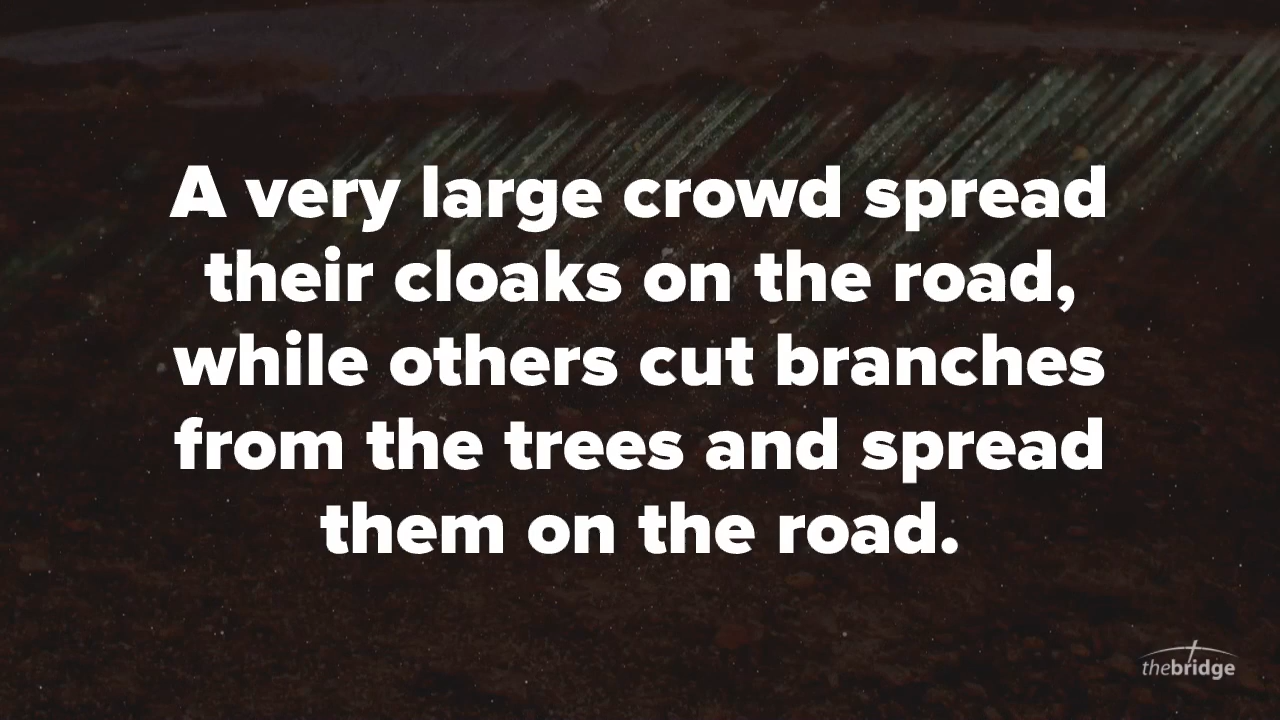 A very large crowd spread
their cloaks on the road,
while others cut branches
from the trees and spread
them on the road.
thebridge